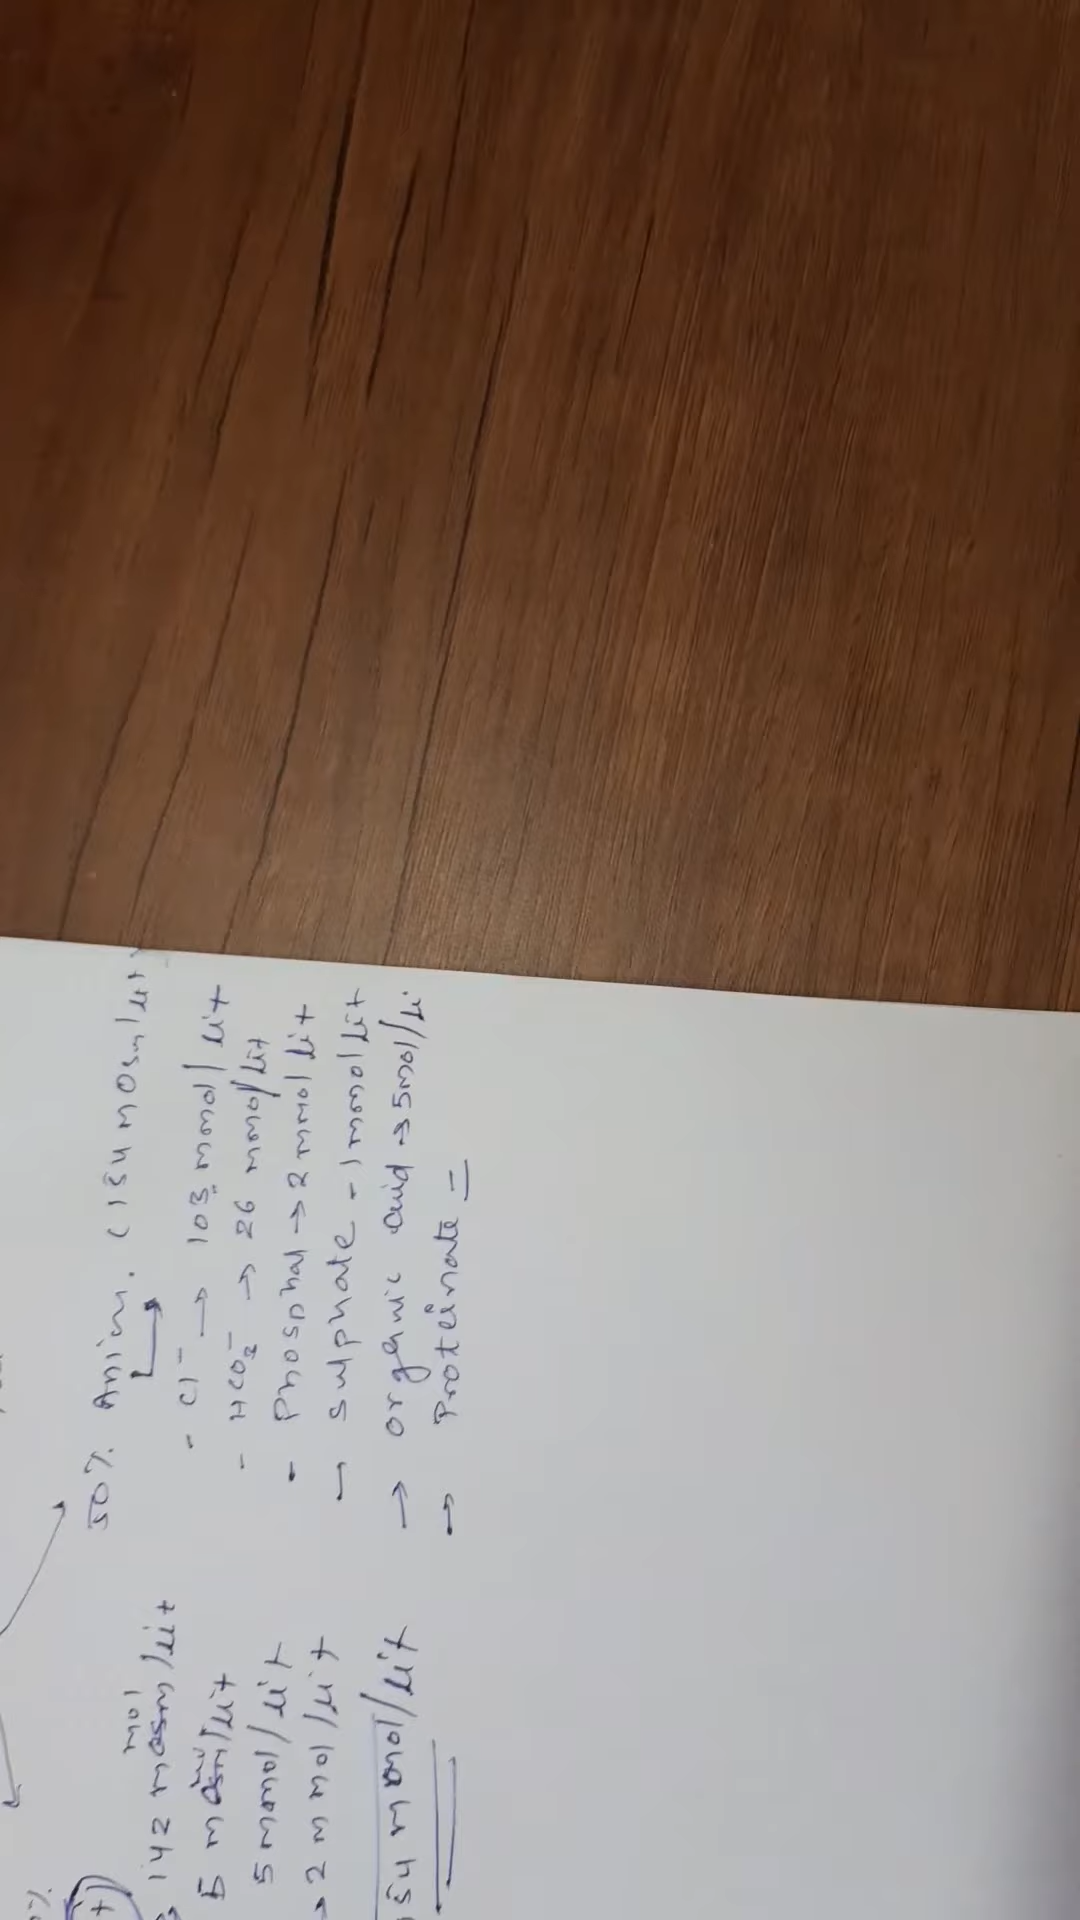 50% Anion. (154 mosm/lit)
- Cl⁻ → 103 mmol/lit
- HCO₃⁻ → 26 mmol/lit
- Phosphat → 2 mmol lit
- Sulphate - 1 mmol lit
→ organic acid → 5mol/li.
→ Proteinate =
mol
142 mosm/lit
5 mosm/lit
5 mmol/lit
→ 2 mmol/lit
154 mmol/lit